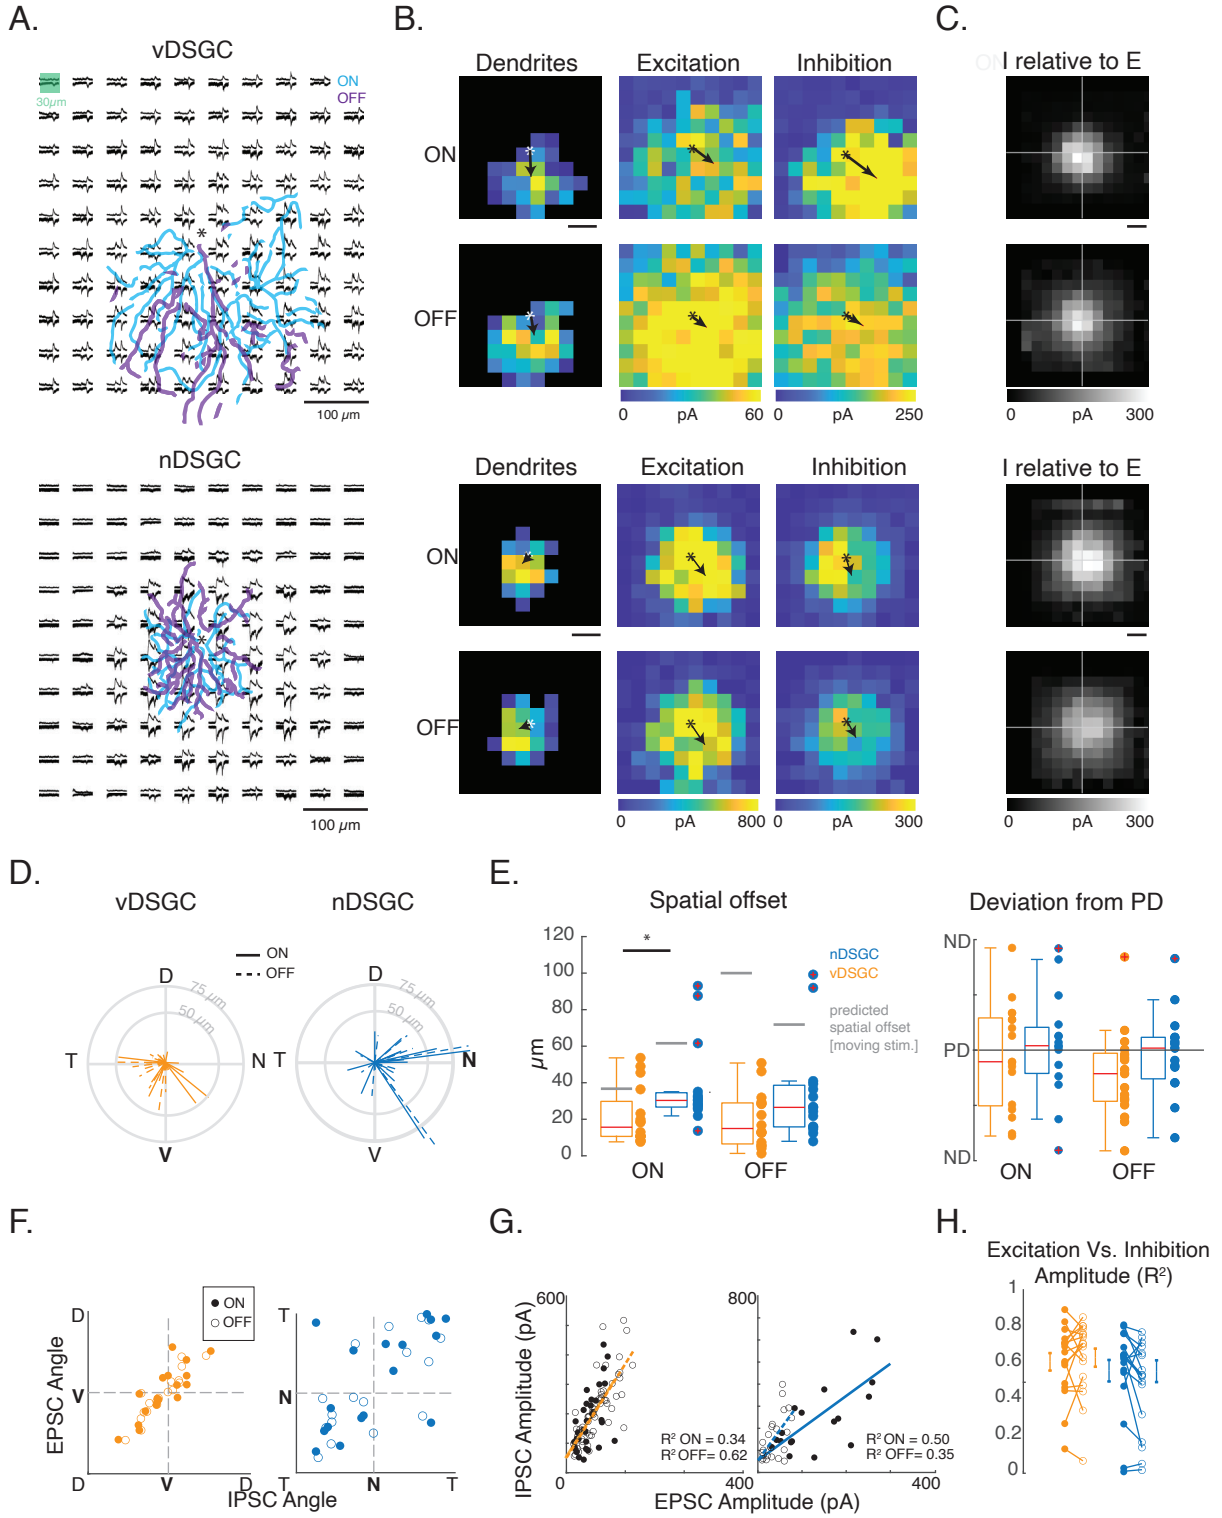 A.
vDSGC
ON
OFF
30µm
*
100 µm
nDSGC
*
100 µm
B.
Dendrites Excitation Inhibition
ON
OFF
0 pA 60
0 pA 250
Dendrites Excitation Inhibition
ON
OFF
0 pA 800
0 pA 300
C.
ON
I relative to E
0 pA 300
I relative to E
0 pA 300
D.
vDSGC
nDSGC
ON
OFF
D
75 µm
50 µm
T
N
V
D
75 µm
50 µm
T
N
V
E.
Spatial offset
120
100
80
60
40
20
0
µm
*
nDSGC
vDSGC
predicted
spatial offset
[moving stim.]
ON OFF
Deviation from PD
ND
PD
ND
ON OFF
F.
ON
OFF
D
V
D
EPSC Angle
D V D
T
N
T
T N T
IPSC Angle
G.
600
IPSC Amplitude (pA)
R² ON = 0.34
R² OFF= 0.62
0
400
800
R² ON = 0.50
R² OFF= 0.35
0
400
EPSC Amplitude (pA)
H.
Excitation Vs. Inhibition
Amplitude (R²)
1
0.8
0.6
0.4
0.2
0